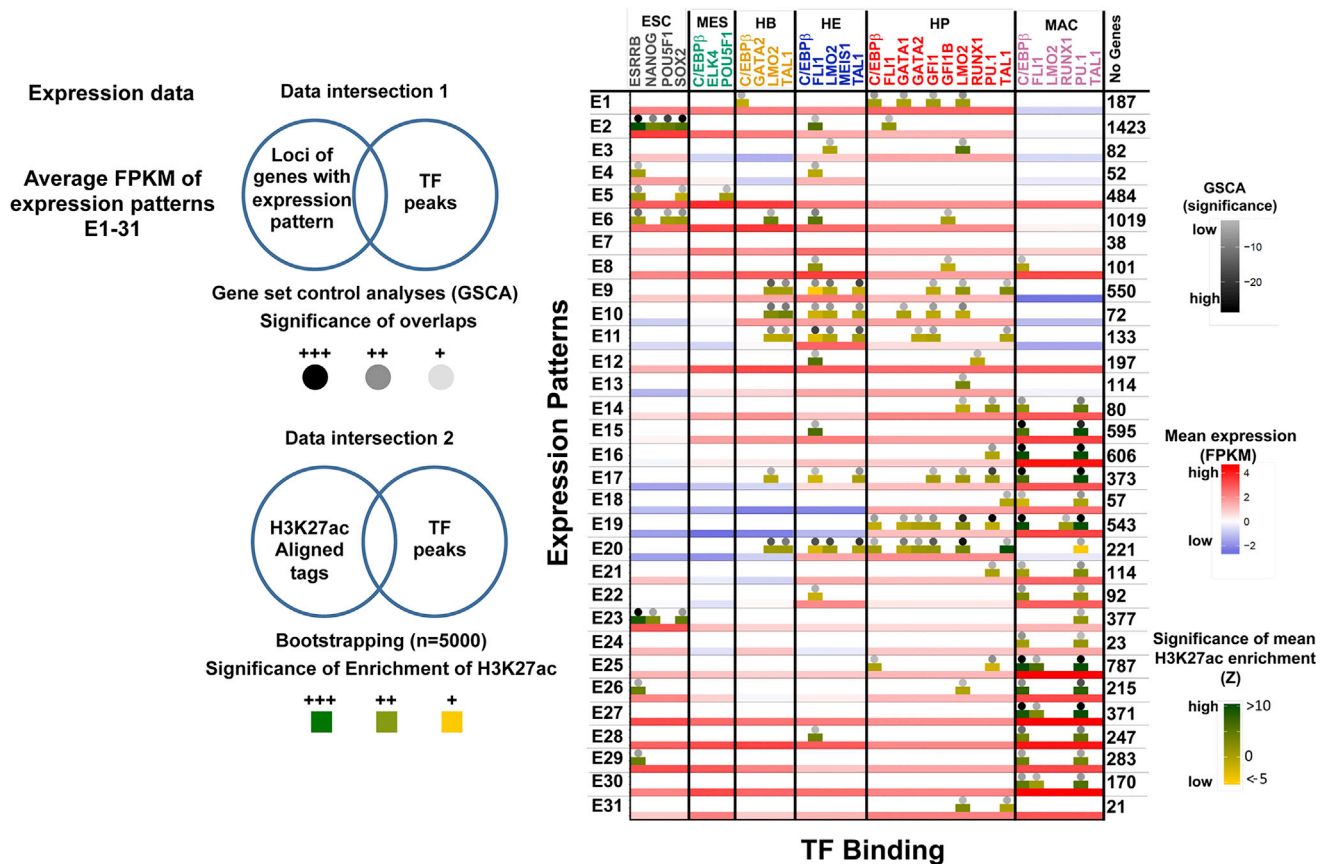 Expression data
Average FPKM of
expression patterns
E1-31
Data intersection 1
Loci of
genes with
expression
pattern
TF
peaks
Gene set control analyses (GSCA)
Significance of overlaps
+++ ++ +
Data intersection 2
H3K27ac
Aligned
tags
TF
peaks
Bootstrapping (n=5000)
Significance of Enrichment of H3K27ac
+++ ++ +
ESC MES HB HE HP MAC
ESRRB
NANOG
POU5F1
SOX2
C/EBPβ
ELK4
POU5F1
C/EBPβ
GATA2
LMO2
TAL1
C/EBPβ
FLI1
LMO2
MEIS1
TAL1
C/EBPβ
FLI1
GATA1
GATA2
GFI1
GFI1B
LMO2
RUNX1
PU.1
TAL1
C/EBPβ
FLI1
LMO2
RUNX1
PU.1
TAL1
No Genes
Expression Patterns
E1 187
E2 1423
E3 82
E4 52
E5 484
E6 1019
E7 38
E8 101
E9 550
E10 72
E11 133
E12 197
E13 114
E14 80
E15 595
E16 606
E17 373
E18 57
E19 543
E20 221
E21 114
E22 92
E23 377
E24 23
E25 787
E26 215
E27 371
E28 247
E29 283
E30 170
E31 21
TF Binding
GSCA
(significance)
low
−10
−20
high
Mean expression
(FPKM)
high 4
2
0
low −2
Significance of mean
H3K27ac enrichment
(Z)
high >10
0
low <-5